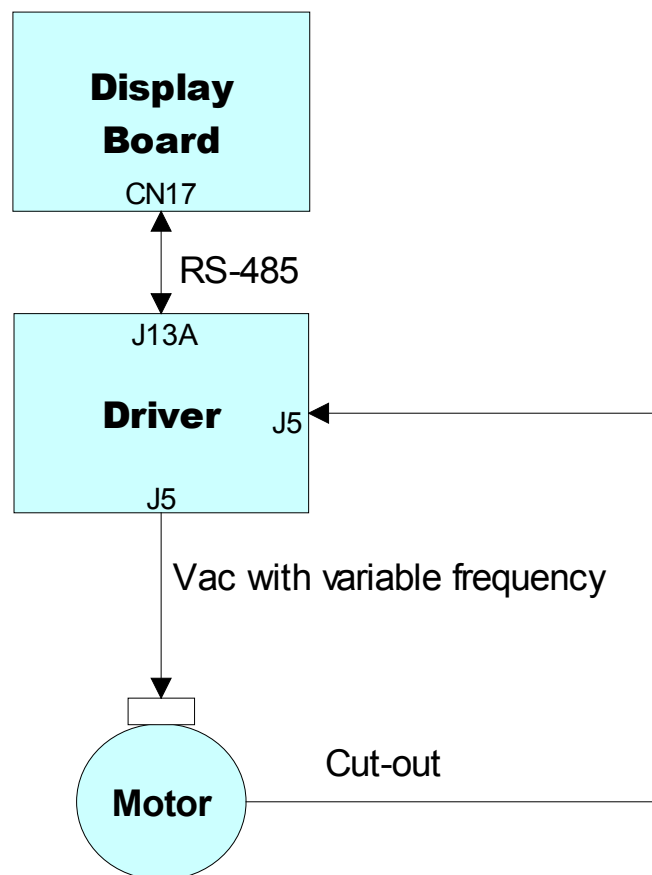 Display
Board
CN17
RS-485
J13A
Driver
J5
J5
Vac with variable frequency
Cut-out
Motor